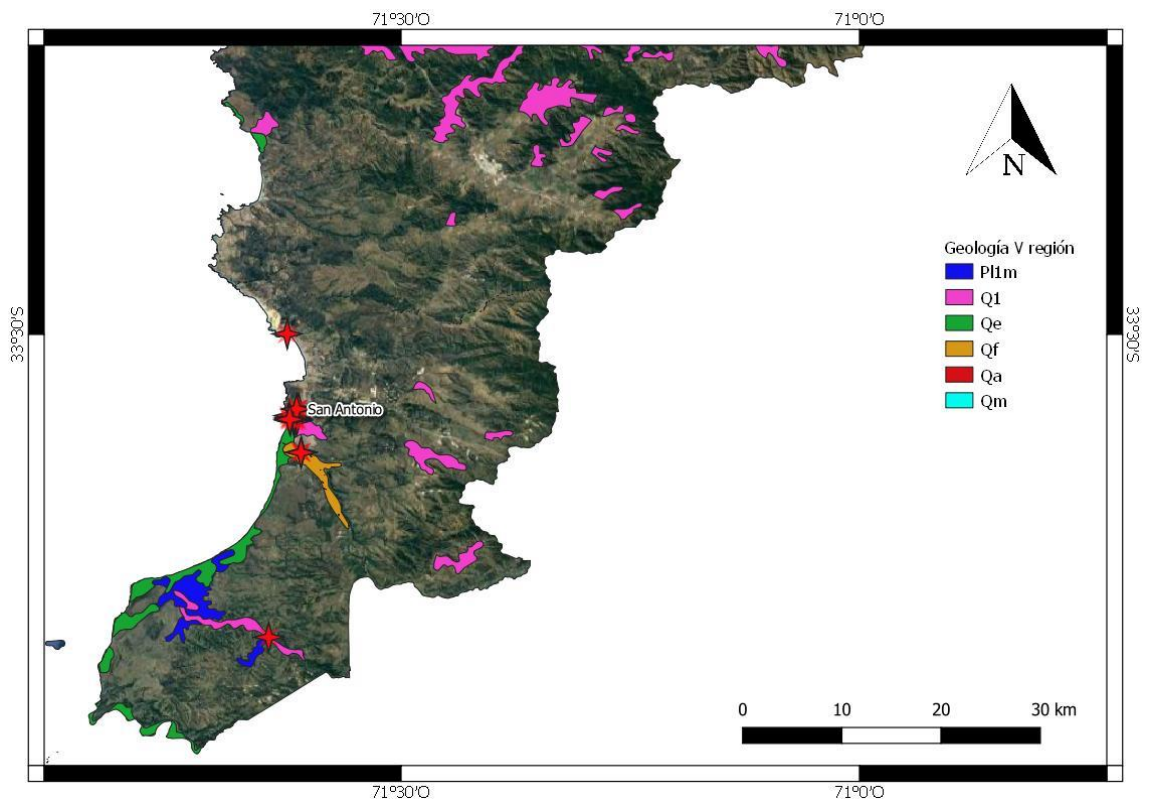 71°30'O
71°0'O
N
Geología V región
Pl1m
Q1
Qe
Qf
Qa
Qm
33°30'S
33°30'S
San Antonio
0 10 20 30 km
71°30'O
71°0'O